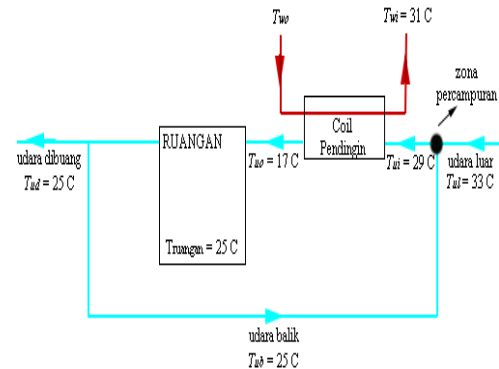 Two
Twi = 31 C
zona
percampuran
Coil
Pendingin
RUANGAN
Truangan = 25 C
udara dibuang
Tud = 25 C
Tuo = 17 C
Tui = 29 C
udara luar
Tul = 33 C
udara balik
Tub = 25 C